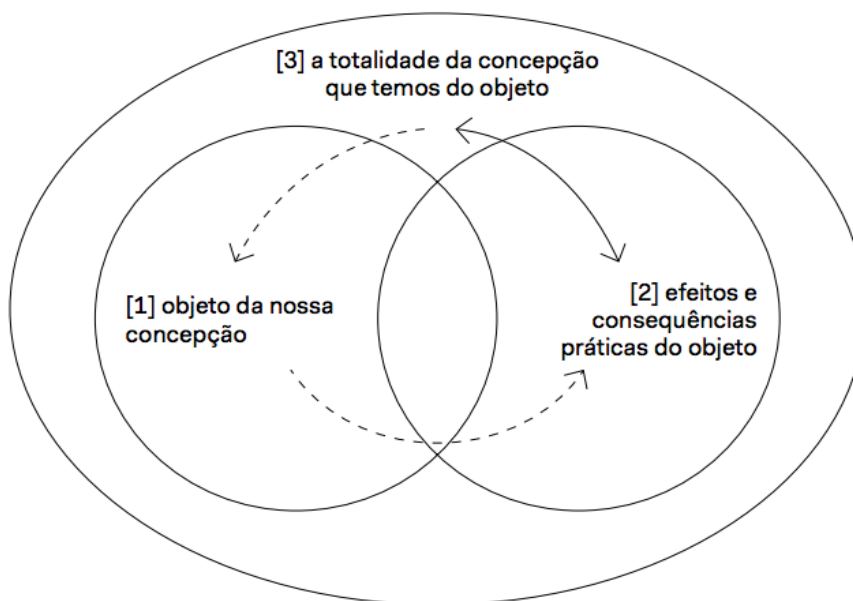 [3] a totalidade da concepção
que temos do objeto
[1] objeto da nossa
concepção
[2] efeitos e
consequências
práticas do objeto